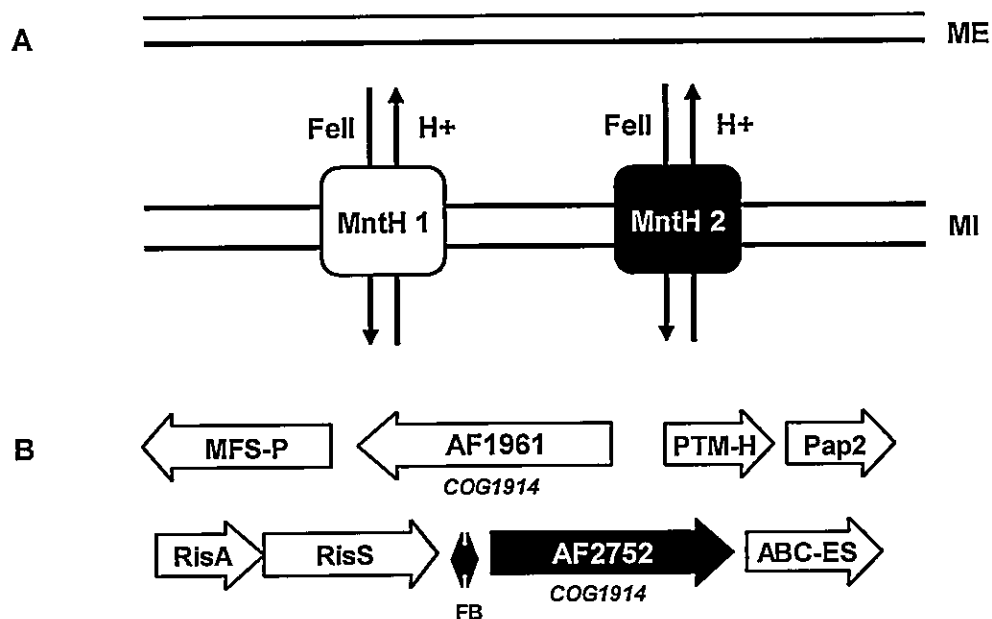 A
ME
FeII
H+
FeII
H+
MntH 1
MntH 2
MI
B
MFS-P
AF1961
PTM-H
Pap2
COG1914
RisA
RisS
AF2752
ABC-ES
FB
COG1914